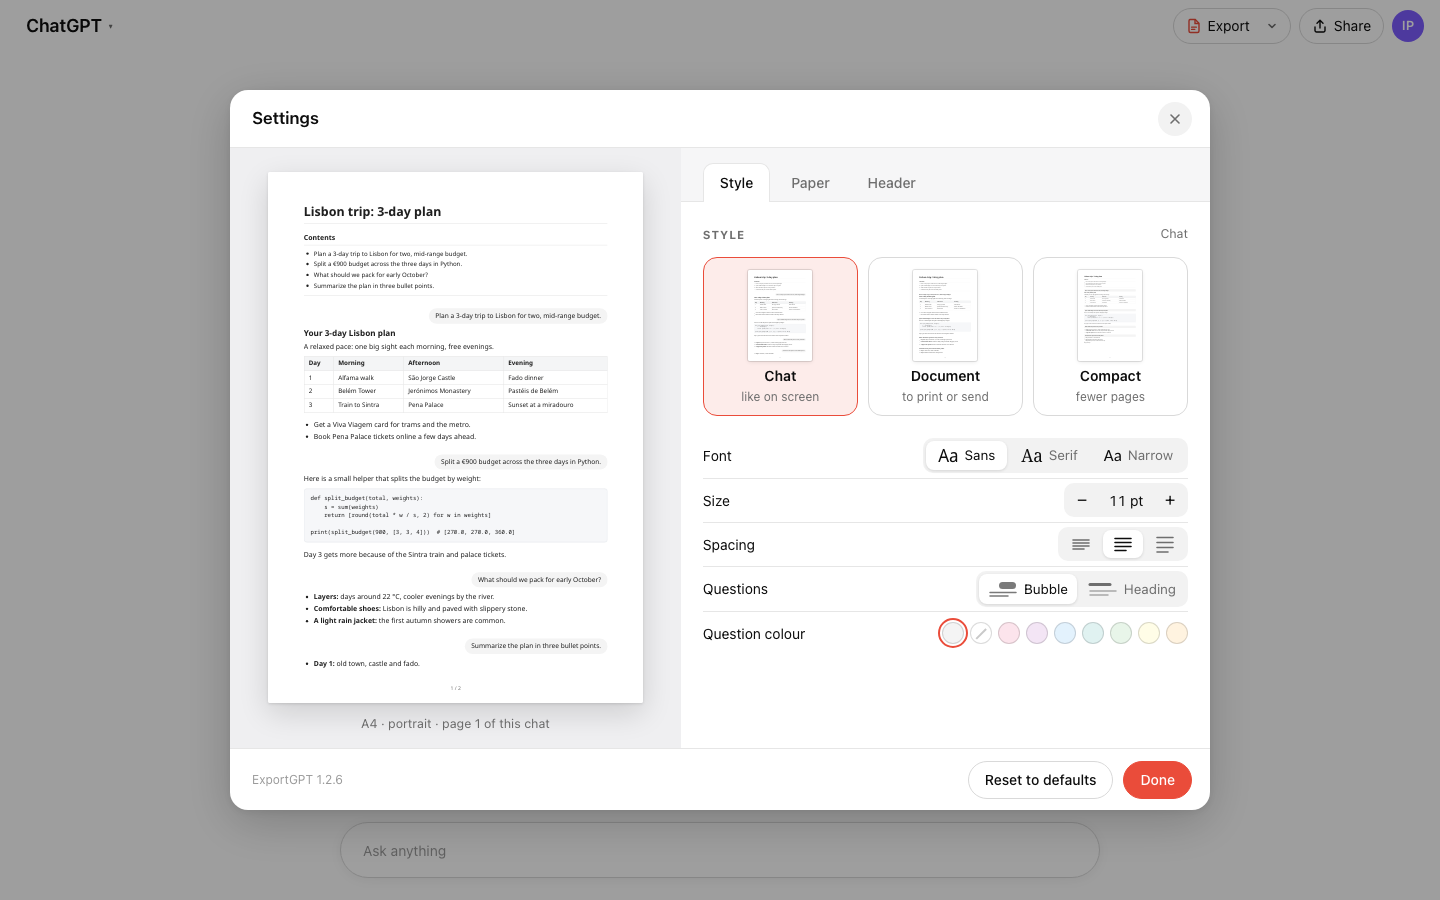 ChatGPT
Export
Share
IP
Settings
Lisbon trip: 3-day plan
Contents
• Plan a 3-day trip to Lisbon for two, mid-range budget.
• Split a €900 budget across the three days in Python.
• What should we pack for early October?
• Summarize the plan in three bullet points.
Plan a 3-day trip to Lisbon for two, mid-range budget.
Your 3-day Lisbon plan
A relaxed pace: one big sight each morning, free evenings.
Day Morning Afternoon Evening
1 Alfama walk São Jorge Castle Fado dinner
2 Belém Tower Jerónimos Monastery Pastéis de Belém
3 Train to Sintra Pena Palace Sunset at a miradouro
• Get a Viva Viagem card for trams and the metro.
• Book Pena Palace tickets online a few days ahead.
Split a €900 budget across the three days in Python.
Here is a small helper that splits the budget by weight:
def split_budget(total, weights):
    s = sum(weights)
    return [round(total * w / s, 2) for w in weights]
print(split_budget(900, [3, 3, 4]))  # [270.0, 270.0, 360.0]
Day 3 gets more because of the Sintra train and palace tickets.
What should we pack for early October?
• Layers: days around 22 °C, cooler evenings by the river.
• Comfortable shoes: Lisbon is hilly and paved with slippery stone.
• A light rain jacket: the first autumn showers are common.
Summarize the plan in three bullet points.
• Day 1: old town, castle and fado.
1 / 2
A4 · portrait · page 1 of this chat
Style
Paper
Header
STYLE
Chat
Chat
like on screen
Document
to print or send
Compact
fewer pages
Font
Aa Sans
Aa Serif
Aa Narrow
Size
− 11 pt +
Spacing
Questions
Bubble
Heading
Question colour
ExportGPT 1.2.6
Reset to defaults
Done
Ask anything